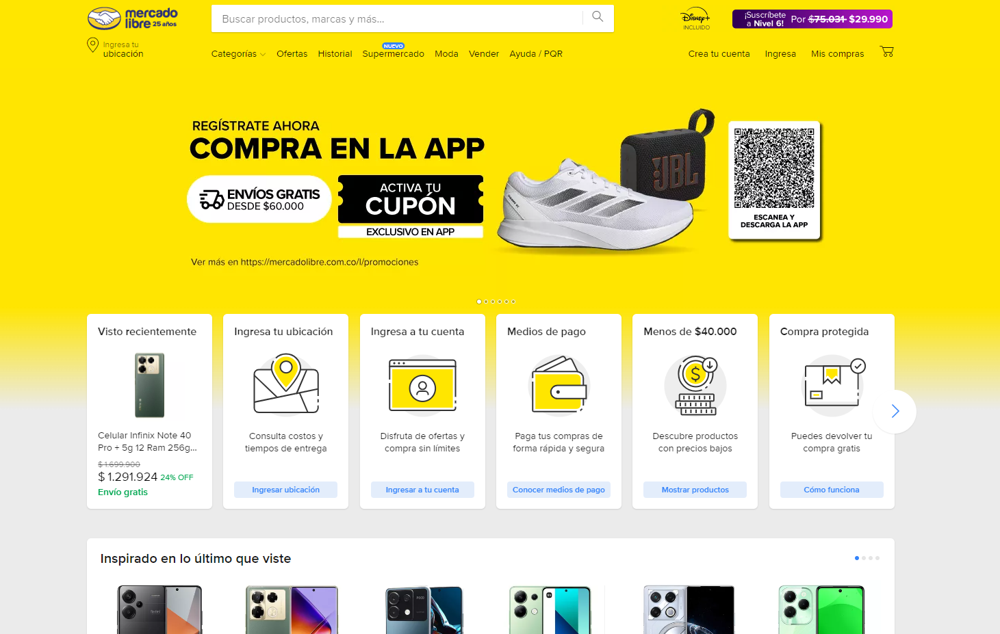 mercado
libre 25 años
Buscar productos, marcas y más...
Disney+
INCLUIDO
¡Suscríbete
a Nivel 6!
Por $75.031 $29.990
Ingresa tu
ubicación
NUEVO
Categorías Ofertas Historial Supermercado Moda Vender Ayuda / PQR
Crea tu cuenta Ingresa Mis compras
REGÍSTRATE AHORA
COMPRA EN LA APP
ENVÍOS GRATIS
DESDE $60.000
ACTIVA TU
CUPÓN
EXCLUSIVO EN APP
JBL
ESCANEA Y
DESCARGA LA APP
Ver más en https://mercadolibre.com.co/l/promociones
Visto recientemente
Celular Infinix Note 40
Pro + 5g 12 Ram 256g...
$ 1.699.900
$ 1.291.924 24% OFF
Envío gratis
Ingresa tu ubicación
Consulta costos y
tiempos de entrega
Ingresar ubicación
Ingresa a tu cuenta
Disfruta de ofertas y
compra sin límites
Ingresar a tu cuenta
Medios de pago
Paga tus compras de
forma rápida y segura
Conocer medios de pago
Menos de $40.000
$
Descubre productos
con precios bajos
Mostrar productos
Compra protegida
Puedes devolver tu
compra gratis
Cómo funciona
Inspirado en lo último que viste
Redmi
POCO